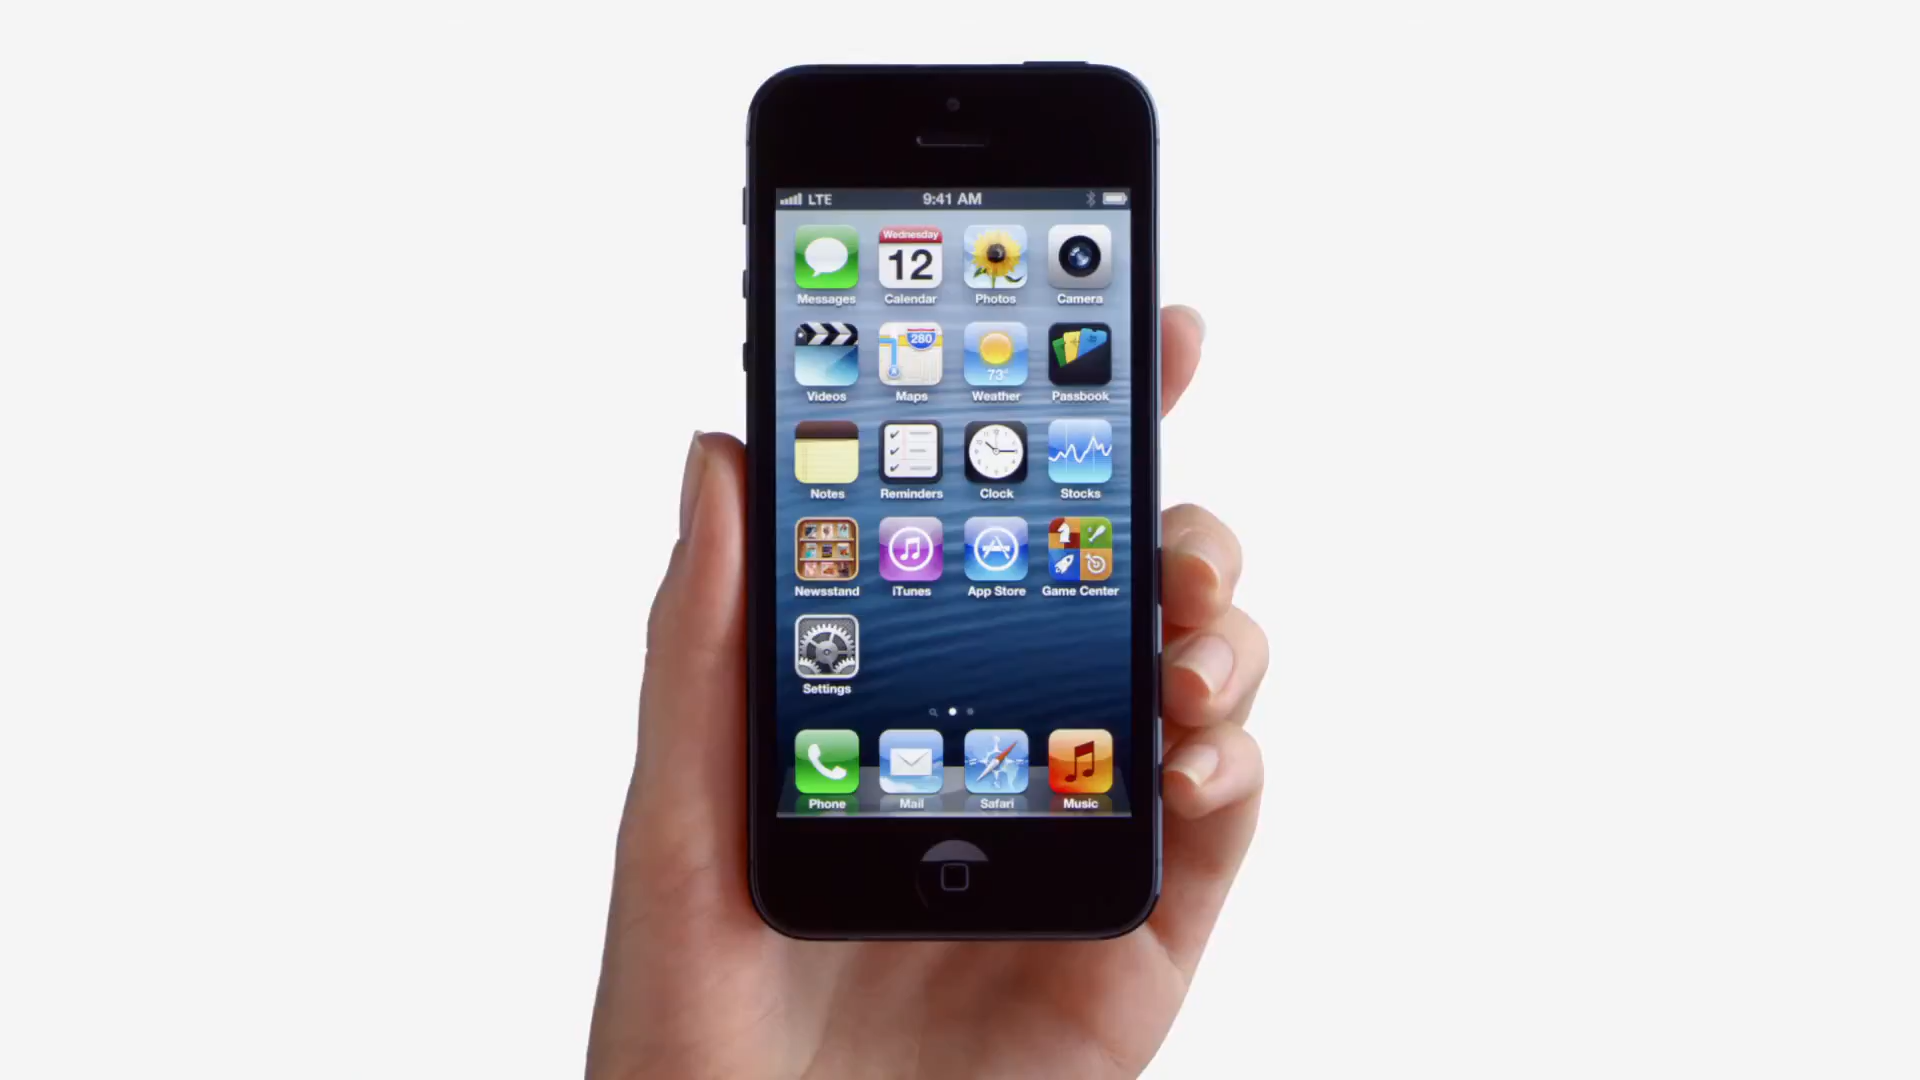 LTE 9:41 AM
Wednesday
12
Messages Calendar Photos Camera
280
73°
Videos Maps Weather Passbook
Notes Reminders Clock Stocks
Newsstand iTunes App Store Game Center
Settings
Phone Mail Safari Music